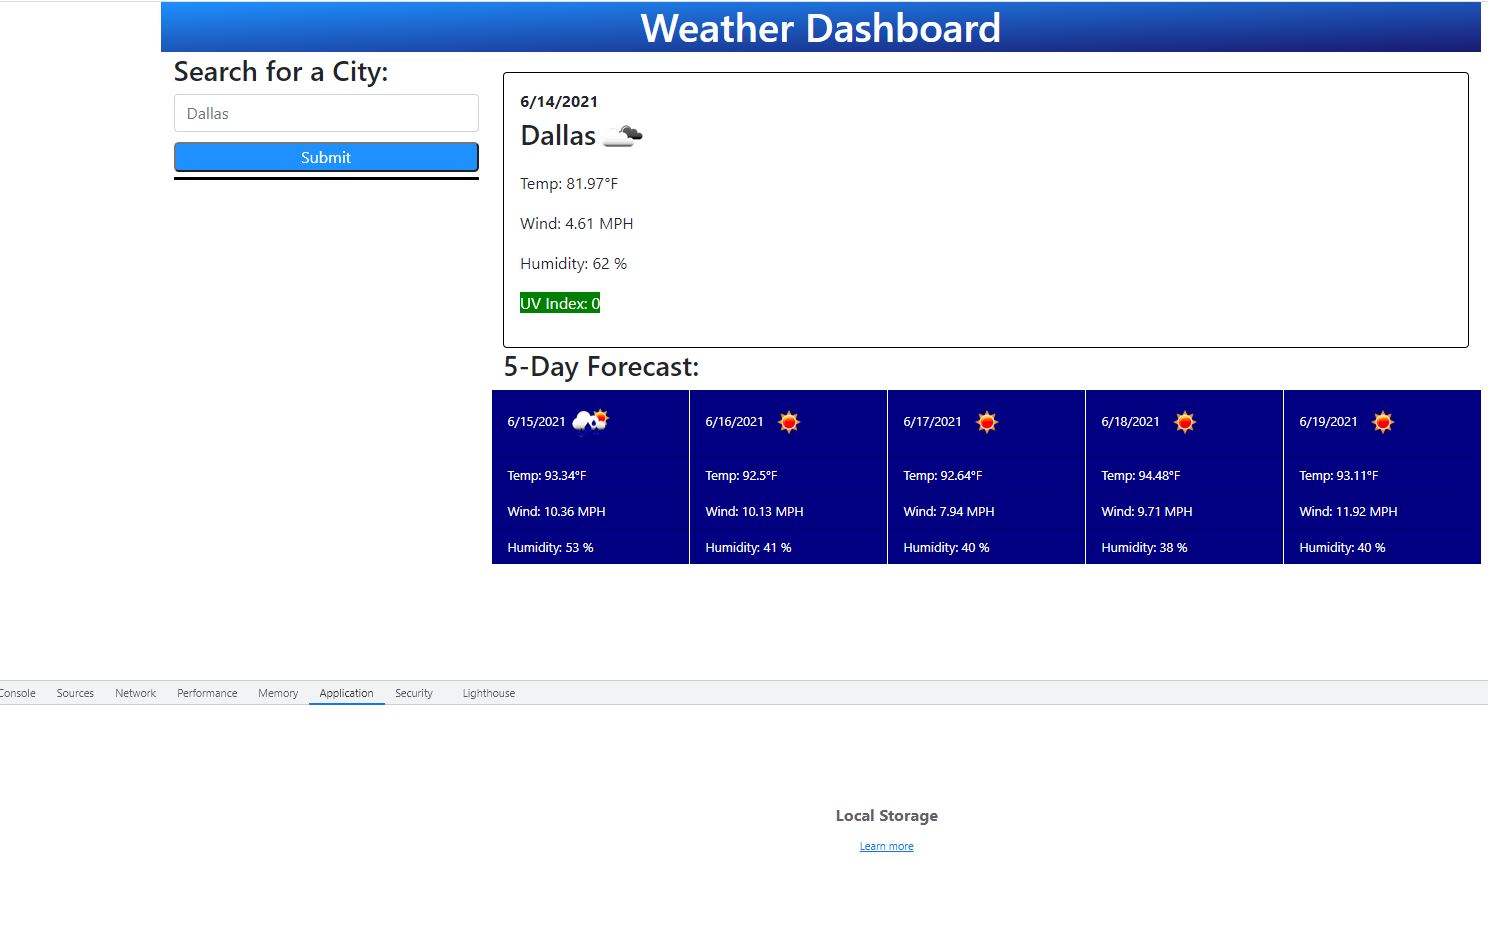 Weather Dashboard
Search for a City:
Dallas
Submit
6/14/2021
Dallas
Temp: 81.97°F
Wind: 4.61 MPH
Humidity: 62 %
UV Index: 0
5-Day Forecast:
6/15/2021
Temp: 93.34°F
Wind: 10.36 MPH
Humidity: 53 %
6/16/2021
Temp: 92.5°F
Wind: 10.13 MPH
Humidity: 41 %
6/17/2021
Temp: 92.64°F
Wind: 7.94 MPH
Humidity: 40 %
6/18/2021
Temp: 94.48°F
Wind: 9.71 MPH
Humidity: 38 %
6/19/2021
Temp: 93.11°F
Wind: 11.92 MPH
Humidity: 40 %
Console Sources Network Performance Memory Application Security Lighthouse
Local Storage
Learn more